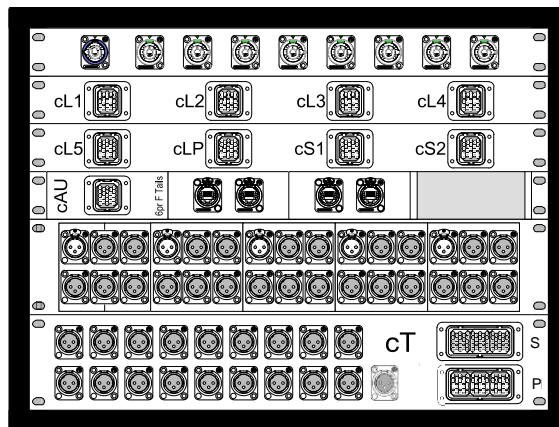 cL1 cL2 cL3 cL4
cL5 cLP cS1 cS2
cAU 6pr F Tails
cT S
P